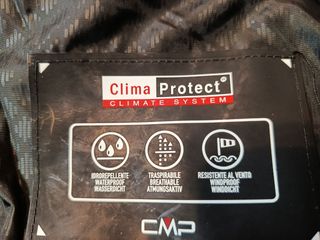 Clima Protect
CLIMATE SYSTEM
IDROREPELLENTE
WATERPROOF
WASSERDICHT
TRASPIRABILE
BREATHABLE
ATMUNGSAKTIV
RESISTENTE AL VENTO
WINDPROOF
WINDDICHT
CMP